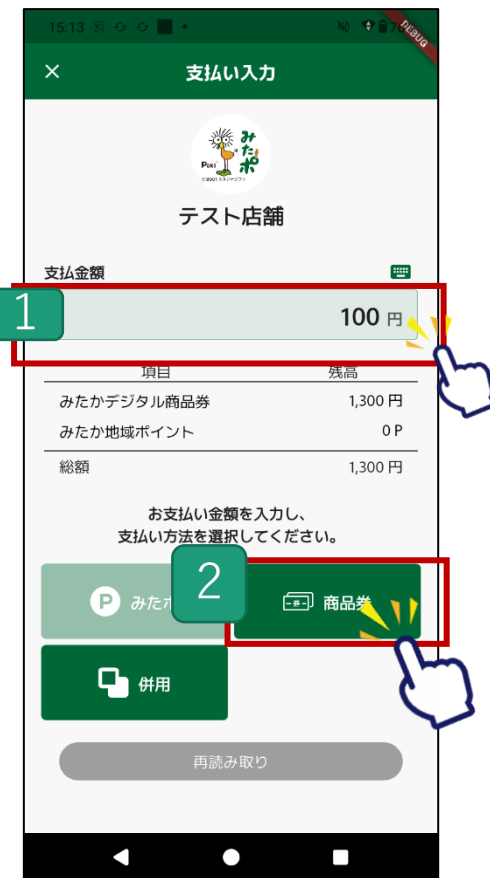 15:13
DEBUG
支払い入力
みた
ポ
Poki
テスト店舗
支払金額
1
100 円
項目 残高
みたかデジタル商品券 1,300 円
みたか地域ポイント 0 P
総額 1,300 円
お支払い金額を入力し、
支払い方法を選択してください。
2
P みたポ
-券- 商品券
併用
再読み取り